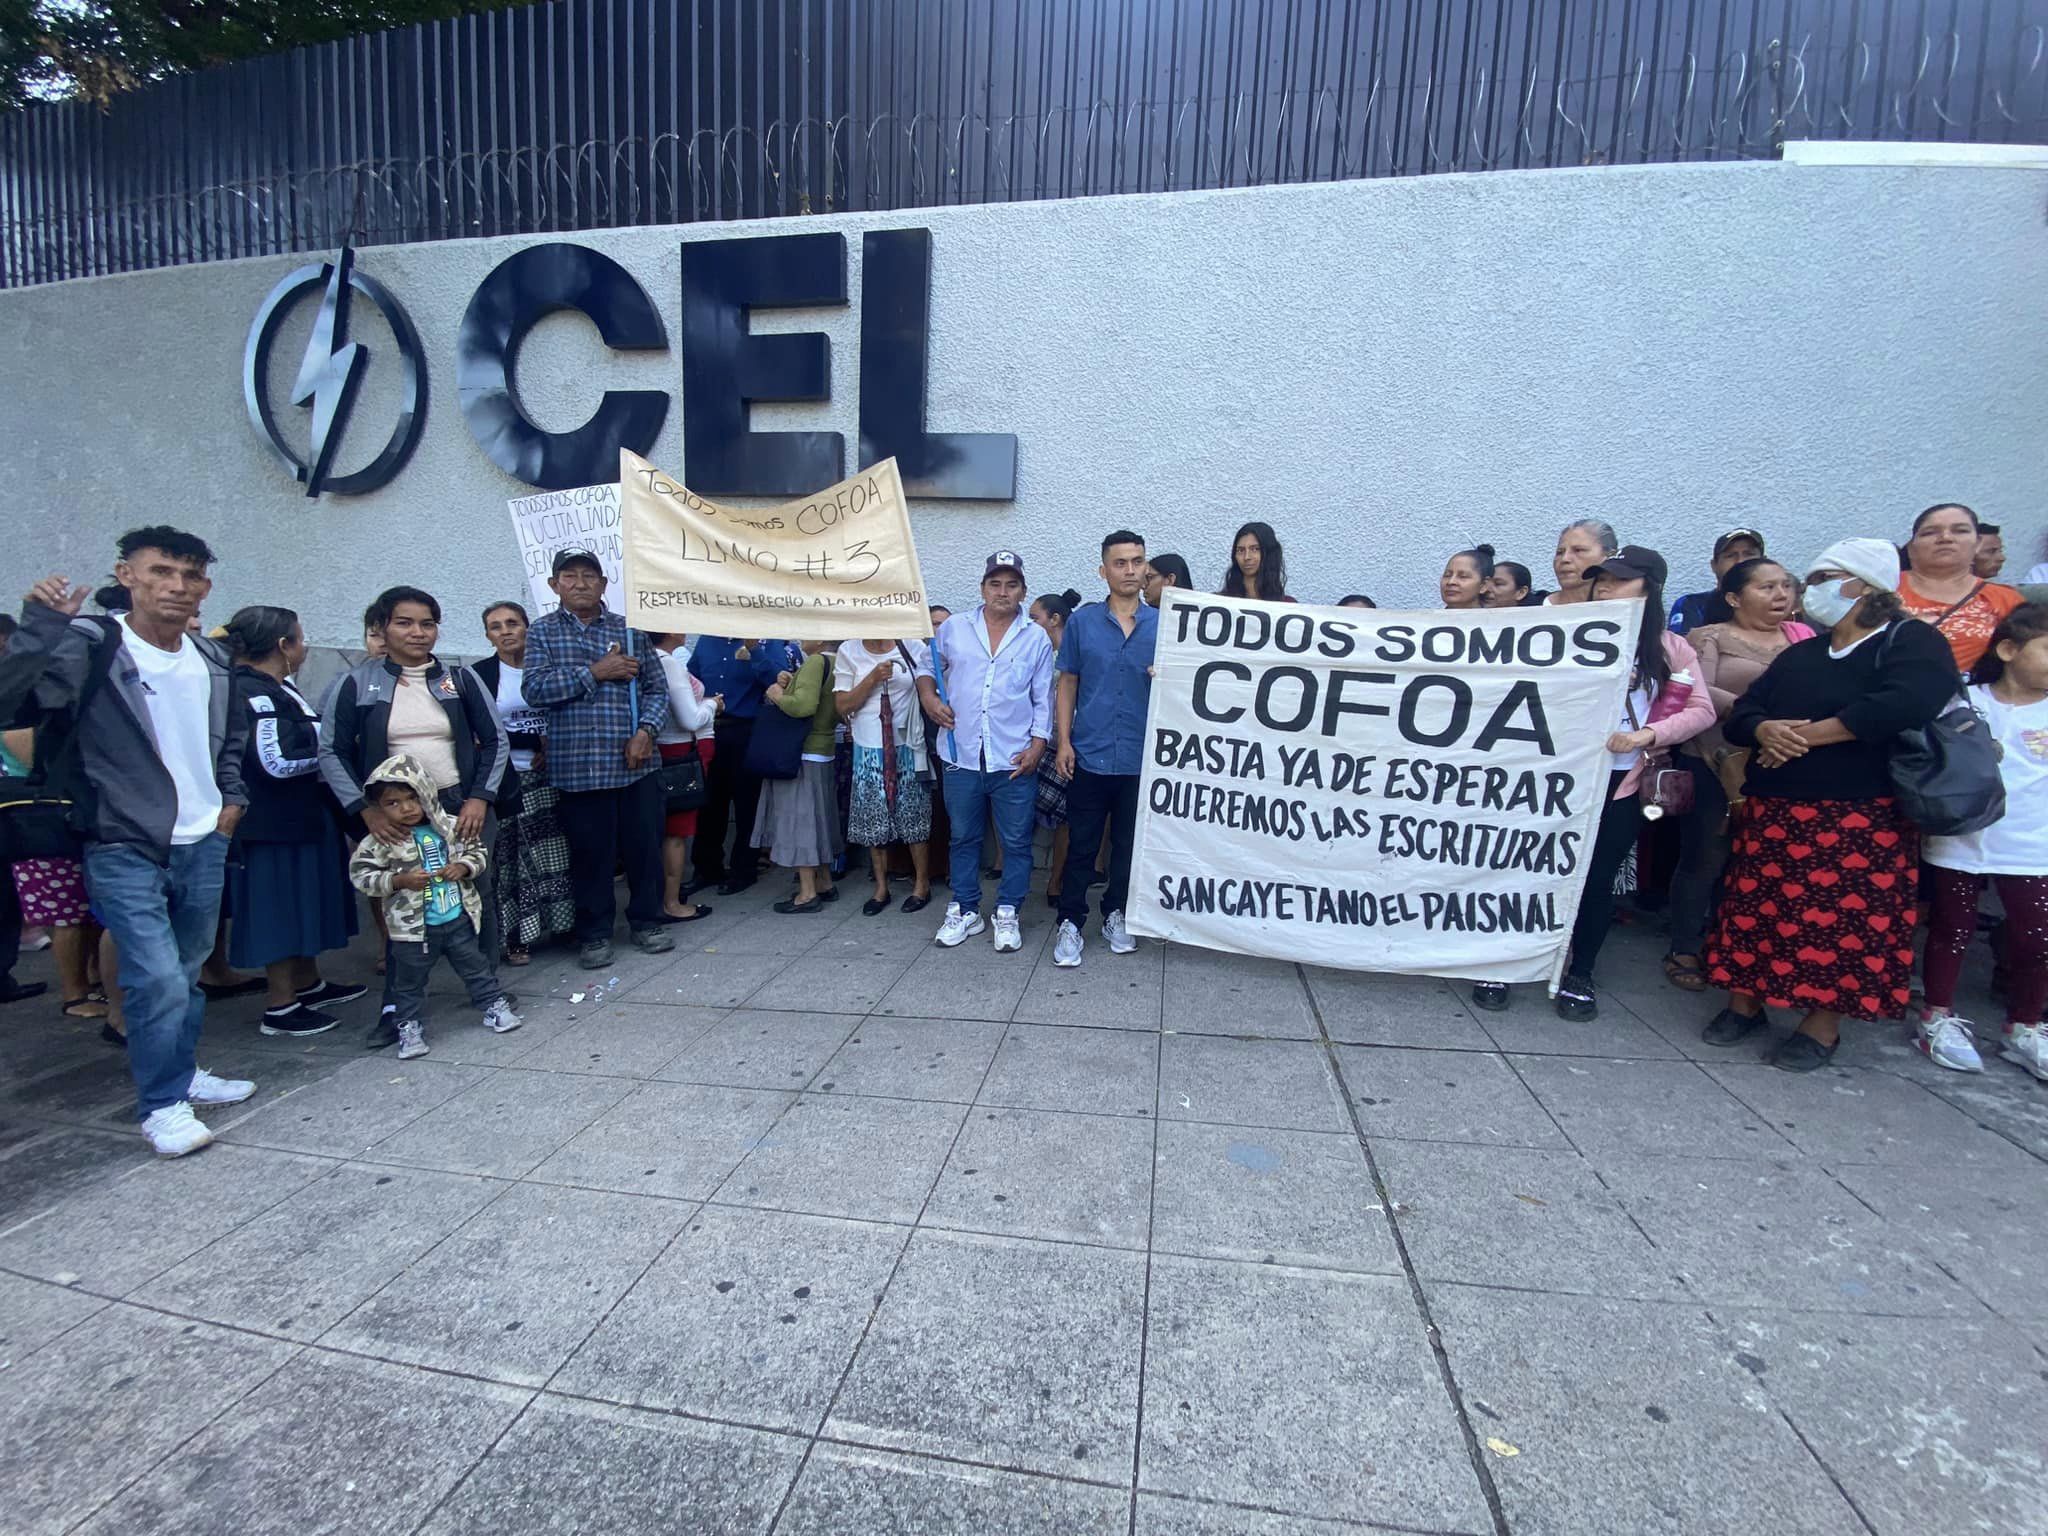 CEL
TODOS SOMOS COFOA
LUCITA LINDA
Todos somos COFOA
LLANO #3
RESPETEN EL DERECHO A LA PROPIEDAD
TODOS SOMOS
COFOA
BASTA YA DE ESPERAR
QUEREMOS LAS ESCRITURAS
SAN CAYETANO EL PAISNAL